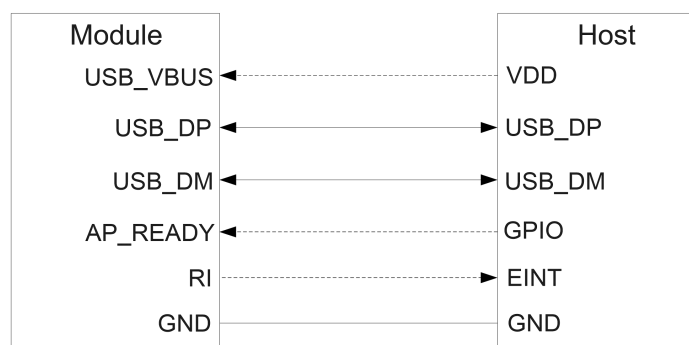 Module Host
USB_VBUS VDD
USB_DP USB_DP
USB_DM USB_DM
AP_READY GPIO
RI EINT
GND GND